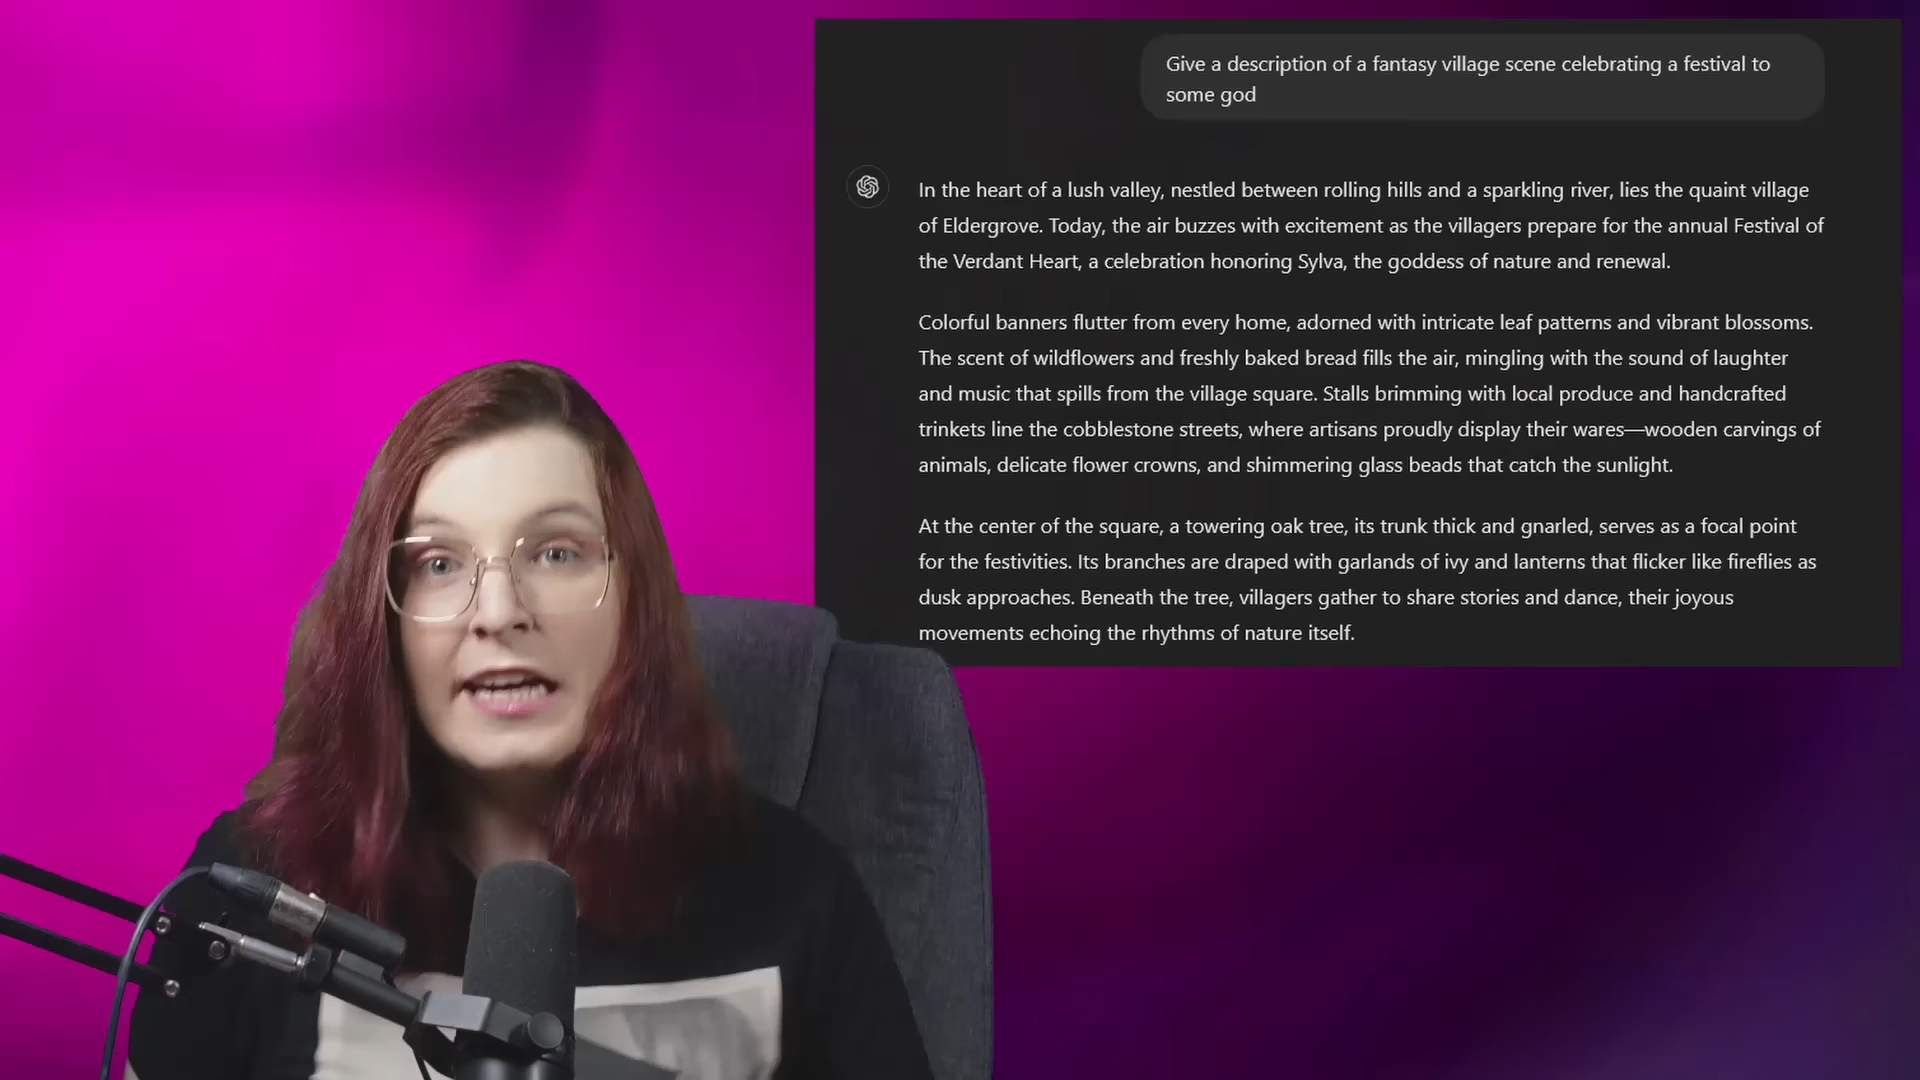 Give a description of a fantasy village scene celebrating a festival to
some god
In the heart of a lush valley, nestled between rolling hills and a sparkling river, lies the quaint village
of Eldergrove. Today, the air buzzes with excitement as the villagers prepare for the annual Festival of
the Verdant Heart, a celebration honoring Sylva, the goddess of nature and renewal.
Colorful banners flutter from every home, adorned with intricate leaf patterns and vibrant blossoms.
The scent of wildflowers and freshly baked bread fills the air, mingling with the sound of laughter
and music that spills from the village square. Stalls brimming with local produce and handcrafted
trinkets line the cobblestone streets, where artisans proudly display their wares—wooden carvings of
animals, delicate flower crowns, and shimmering glass beads that catch the sunlight.
At the center of the square, a towering oak tree, its trunk thick and gnarled, serves as a focal point
for the festivities. Its branches are draped with garlands of ivy and lanterns that flicker like fireflies as
dusk approaches. Beneath the tree, villagers gather to share stories and dance, their joyous
movements echoing the rhythms of nature itself.